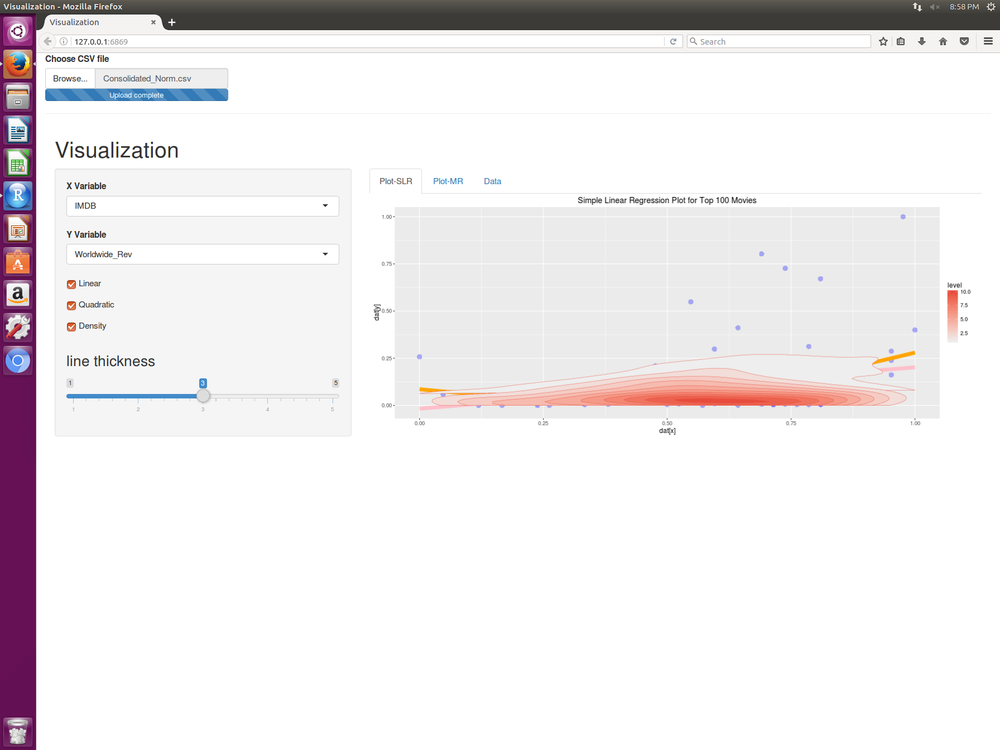 Visualization - Mozilla Firefox
8:58 PM
Visualization
127.0.0.1:6869
Search
Choose CSV file
Browse... Consolidated_Norm.csv
Upload complete
Visualization
X Variable
IMDB
Y Variable
Worldwide_Rev
Linear
Quadratic
Density
line thickness
1 3 5
1 2 3 4 5
Plot-SLR Plot-MR Data
Simple Linear Regression Plot for Top 100 Movies
1.00
0.75
0.50
0.25
0.00
dat[y]
0.00 0.25 0.50 0.75 1.00
dat[x]
level
10.0
7.5
5.0
2.5
R
A
a